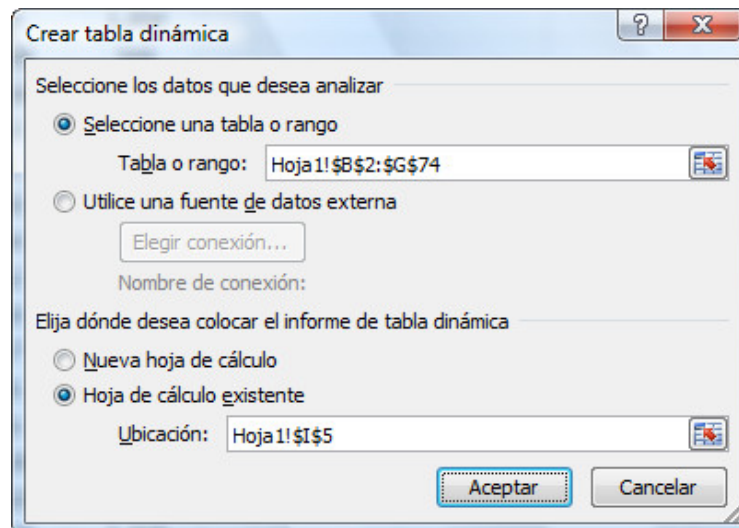 Crear tabla dinámica
Seleccione los datos que desea analizar
Seleccione una tabla o rango
Tabla o rango: Hoja1!$B$2:$G$74
Utilice una fuente de datos externa
Elegir conexión...
Nombre de conexión:
Elija dónde desea colocar el informe de tabla dinámica
Nueva hoja de cálculo
Hoja de cálculo existente
Ubicación: Hoja1!$I$5
Aceptar Cancelar